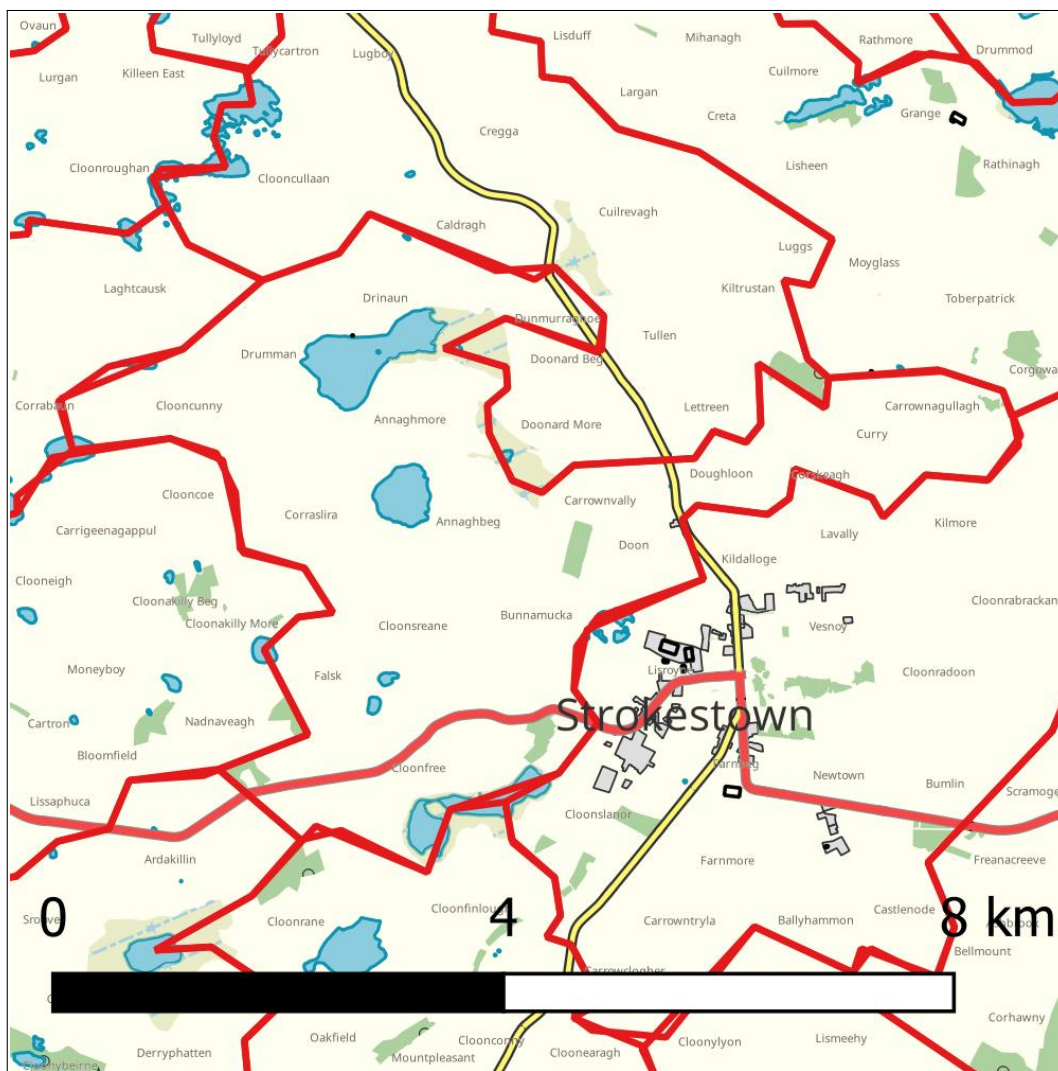 Ovaun
Tullyloyd
Tullycartron
Lugboy
Lisduff
Mihanagh
Rathmore
Drummod
Lurgan
Killeen East
Cuilmore
Largan
Creta
Grange
Cregga
Cloonroughan
Clooncullaan
Lisheen
Rathinagh
Cuilrevagh
Caldragh
Luggs
Moyglass
Laghtcausk
Drinaun
Kiltrustan
Toberpatrick
Dunmurraghoe
Tullen
Drumman
Doonard Beg
Corrabaun
Clooncunny
Annaghmore
Lettreen
Carrownagullagh
Doonard More
Curry
Doughloon
Corskeagh
Clooncoe
Carrownvally
Corraslira
Annaghbeg
Kilmore
Carrigeenagappul
Lavally
Doon
Kildalloge
Clooneigh
Cloonakilly Beg
Cloonrabrackan
Bunnamucka
Cloonakilly More
Cloonsreane
Vesnoy
Moneyboy
Falsk
Lisroyne
Cloonradoon
Cartron
Nadnaveagh
Strokestown
Bloomfield
Cloonfree
Farnbeg
Newtown
Bumlin
Lissaphuca
Scramoge
Cloonslanor
Ardakillin
Farnmore
Freanacreeve
Cloonrane
Cloonfinlough
Carrowntryla
Ballyhammon
Castlenode
0
4
8 km
Bellmount
Carrowclogher
Corhawny
Oakfield
Cloonconny
Cloonylyon
Lismeehy
Derryphatten
Mountpleasant
Cloonearagh
Cloonybeirne